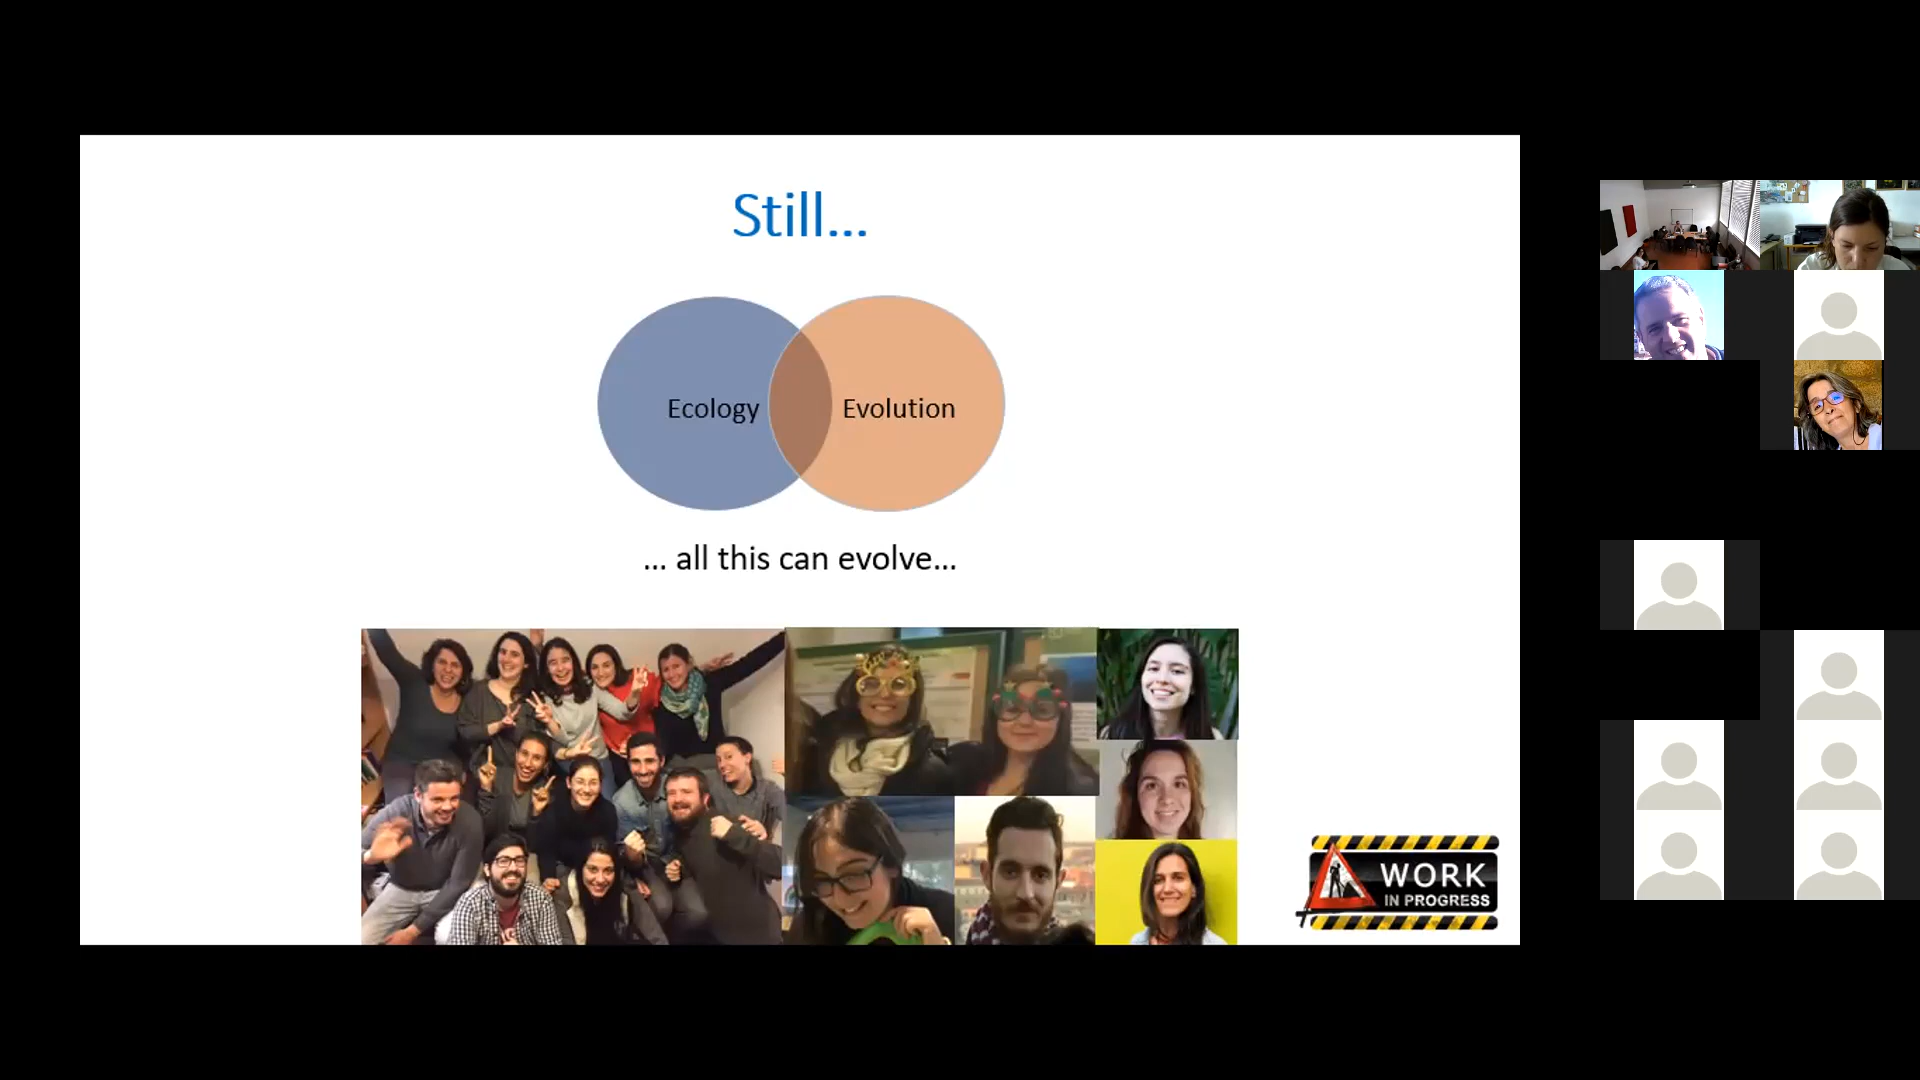 Still...
Ecology
Evolution
... all this can evolve...
WORK
IN PROGRESS